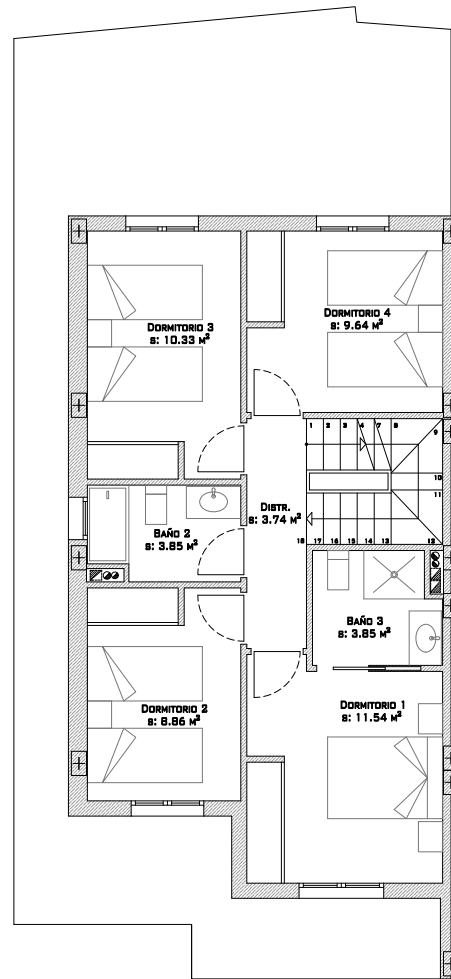 Dormitorio 3
s: 10.33 m²
Dormitorio 4
s: 9.64 m²
1 2 3 4 7 8
9
10
11
12
Distr.
s: 3.74 m²
18 17 16 15 14 13
Baño 2
s: 3.85 m²
Baño 3
s: 3.85 m²
Dormitorio 2
s: 8.86 m²
Dormitorio 1
s: 11.54 m²